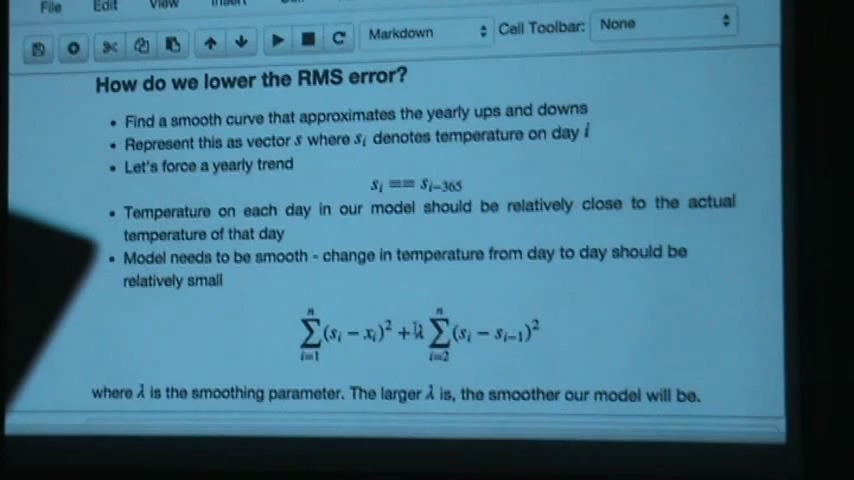 File Edit View Insert
Markdown Cell Toolbar: None
How do we lower the RMS error?
• Find a smooth curve that approximates the yearly ups and downs
• Represent this as vector s where sᵢ denotes temperature on day i
• Let's force a yearly trend
sᵢ == sᵢ₋₃₆₅
• Temperature on each day in our model should be relatively close to the actual
temperature of that day
• Model needs to be smooth - change in temperature from day to day should be
relatively small
∑ᵢ₌₁ⁿ (sᵢ − xᵢ)² + λ ∑ᵢ₌₂ⁿ (sᵢ − sᵢ₋₁)²
where λ is the smoothing parameter. The larger λ is, the smoother our model will be.